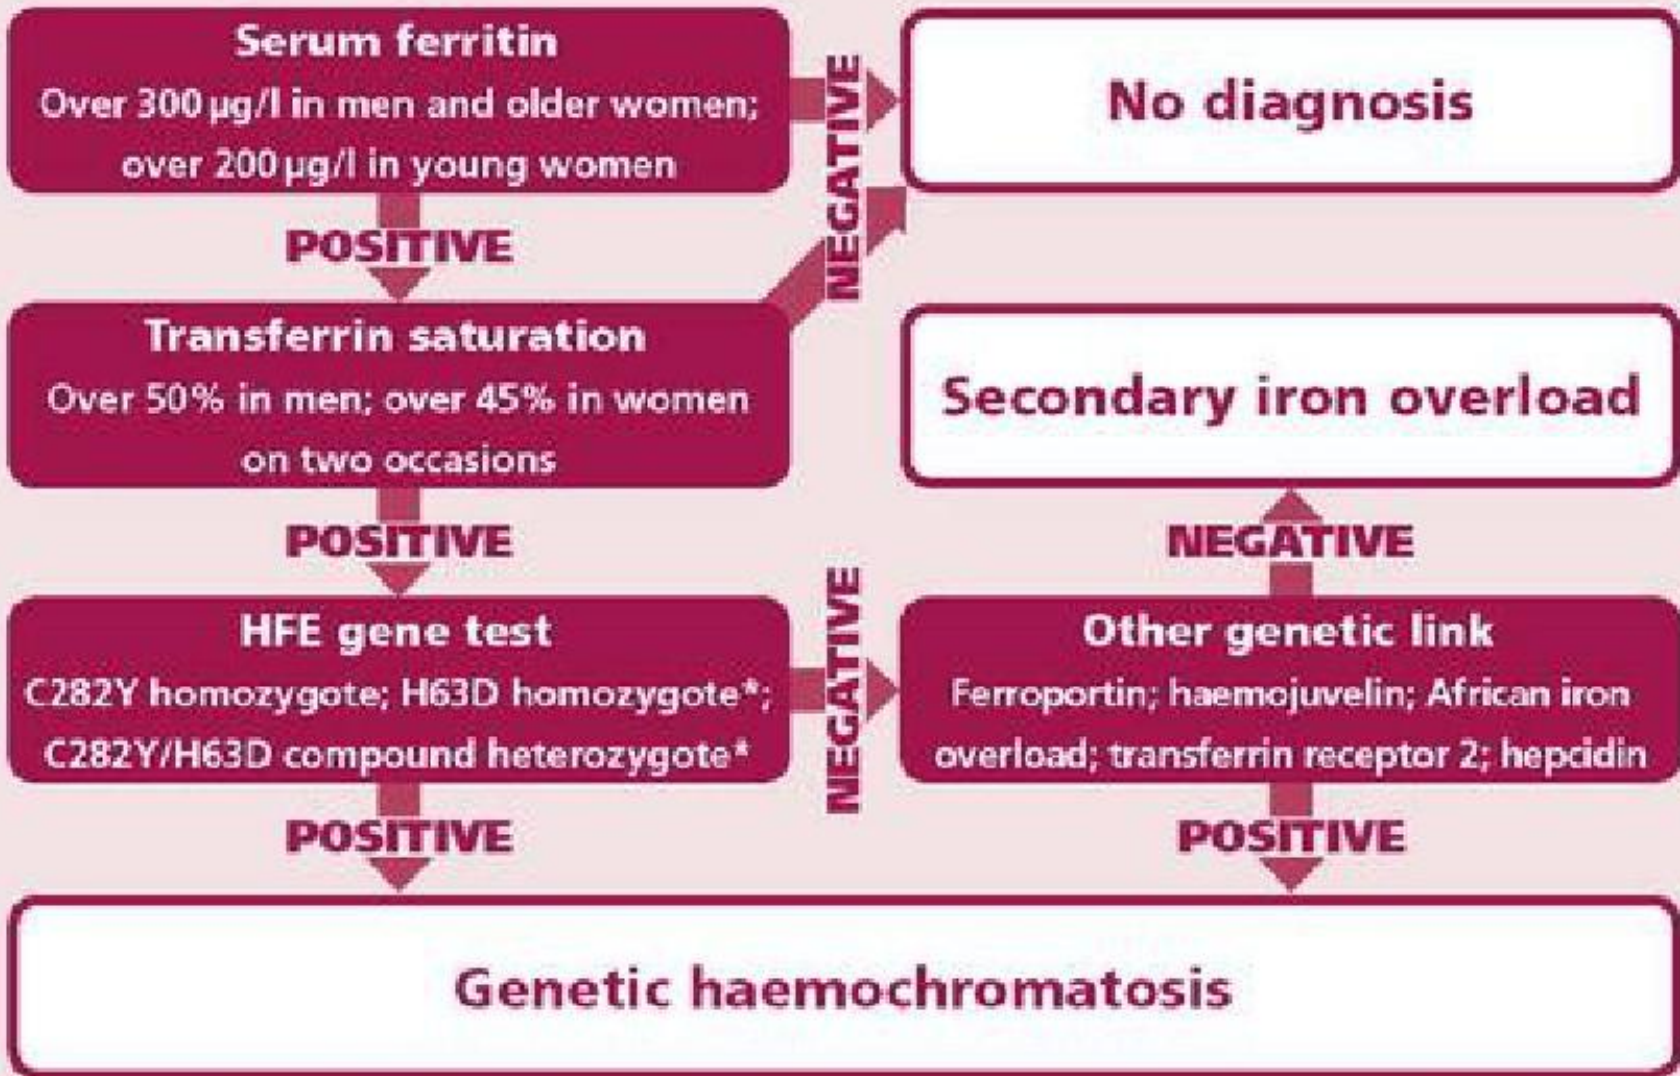 Serum ferritin
Over 300 µg/l in men and older women;
over 200 µg/l in young women
NEGATIVE
No diagnosis
POSITIVE
NEGATIVE
Transferrin saturation
Over 50% in men; over 45% in women
on two occasions
Secondary iron overload
POSITIVE
NEGATIVE
HFE gene test
C282Y homozygote; H63D homozygote*;
C282Y/H63D compound heterozygote*
NEGATIVE
Other genetic link
Ferroportin; haemojuvelin; African iron
overload; transferrin receptor 2; hepcidin
POSITIVE
POSITIVE
Genetic haemochromatosis